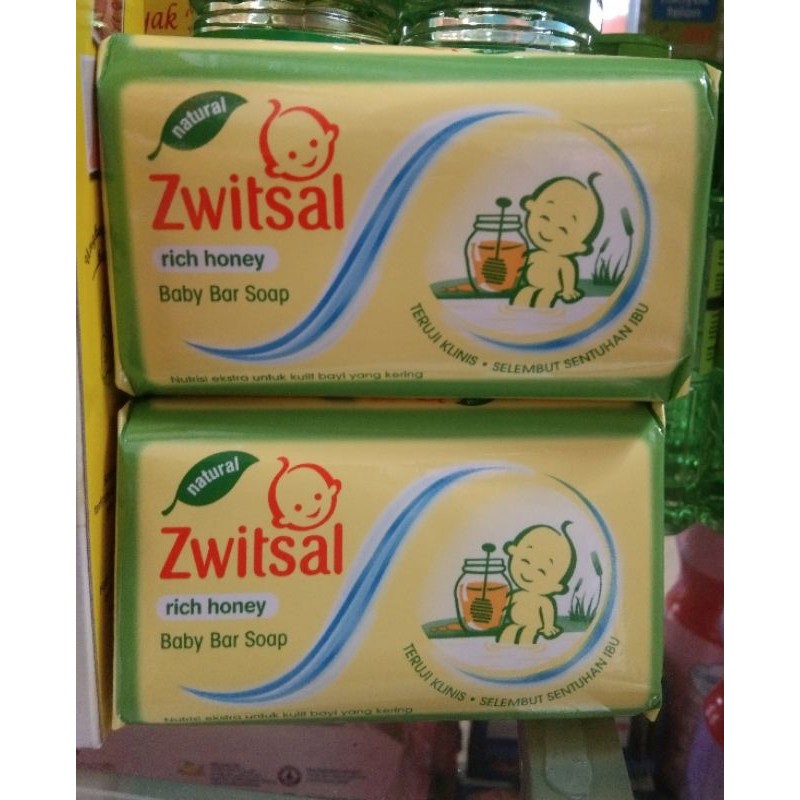 natural
Zwitsal
rich honey
Baby Bar Soap
TERUJI KLINIS • SELEMBUT SENTUHAN IBU
Nutrisi ekstra untuk kulit bayi yang kering
natural
Zwitsal
rich honey
Baby Bar Soap
TERUJI KLINIS • SELEMBUT SENTUHAN IBU
Nutrisi ekstra untuk kulit bayi yang kering